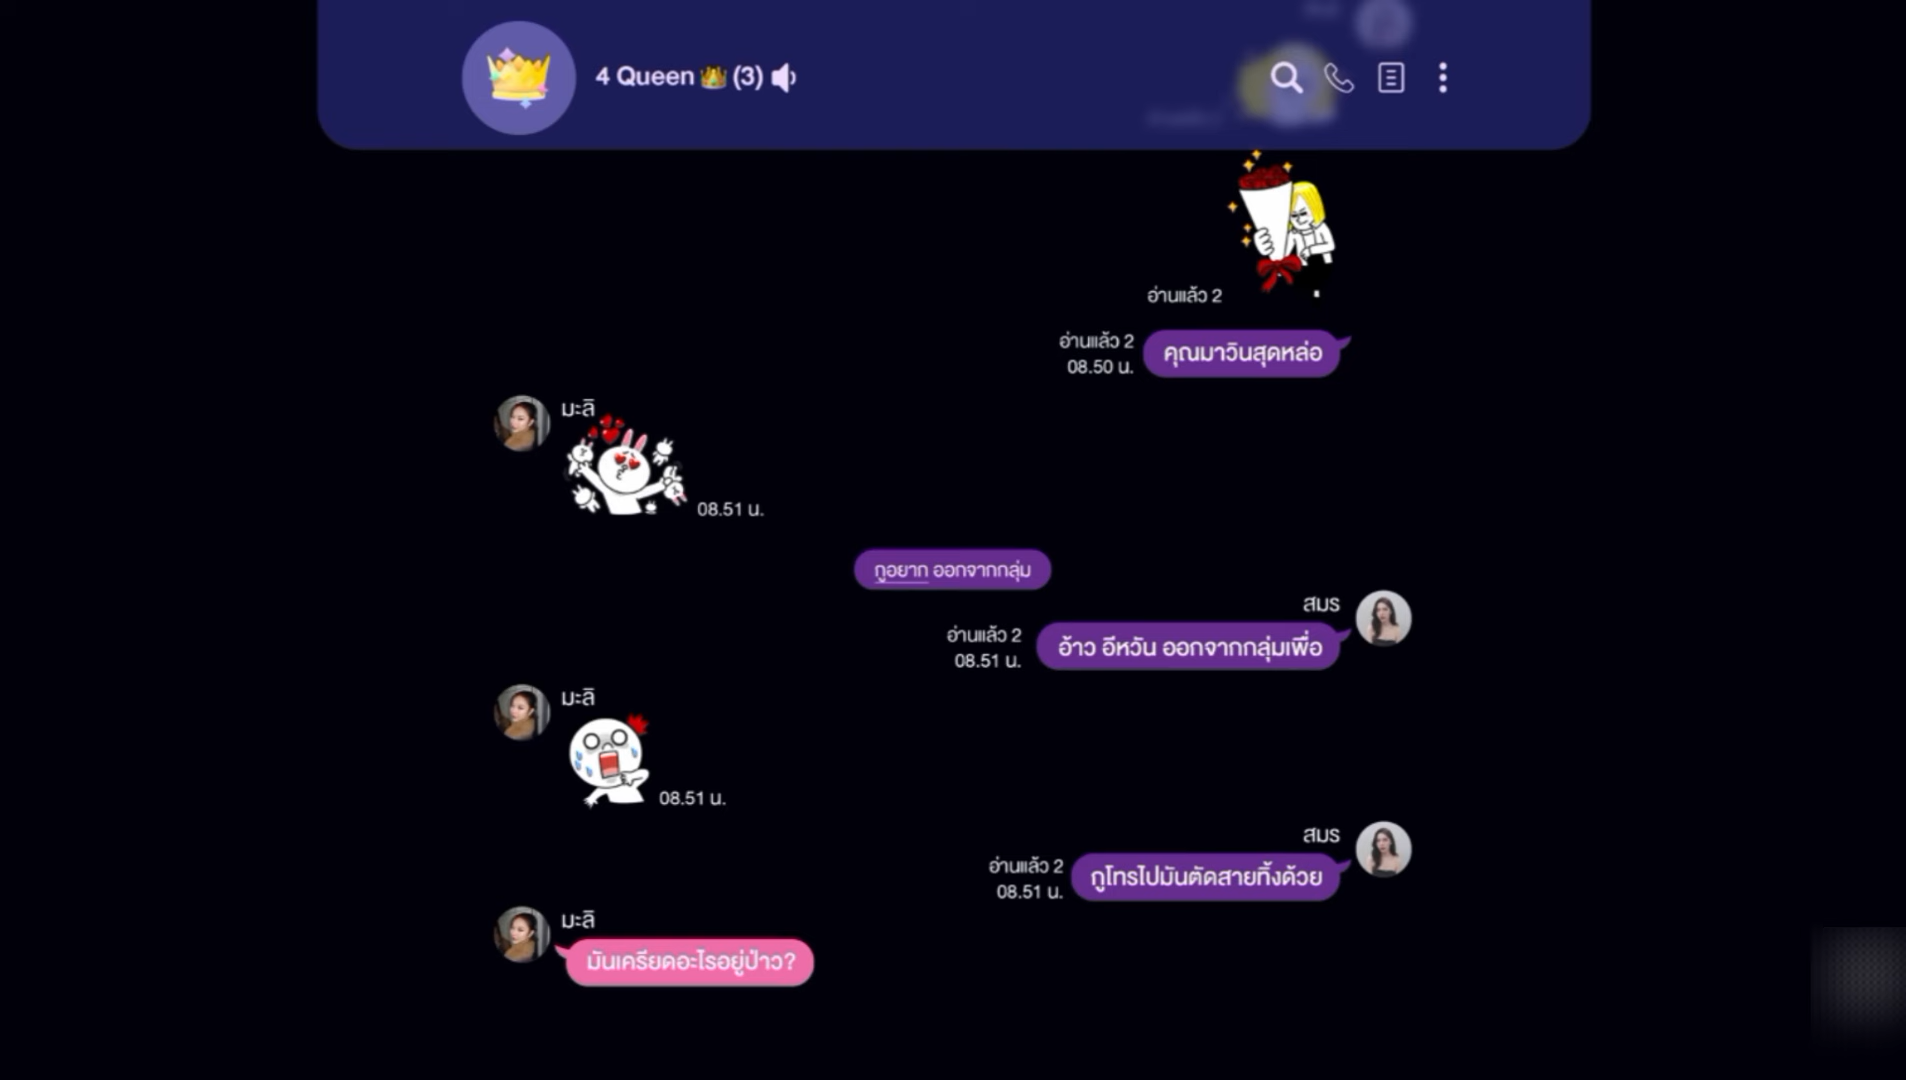 4 Queen 👑 (3)
อ่านแล้ว 2
อ่านแล้ว 2
08.50 น.
คุณมาวินสุดหล่อ
มะลิ
08.51 น.
กูอยาก ออกจากกลุ่ม
สมร
อ่านแล้ว 2
08.51 น.
อ้าว อีหวัน ออกจากกลุ่มเพื่อ
มะลิ
08.51 น.
สมร
อ่านแล้ว 2
08.51 น.
กูโทรไปมันตัดสายทิ้งด้วย
มะลิ
มันเครียดอะไรอยู่ป่าว?